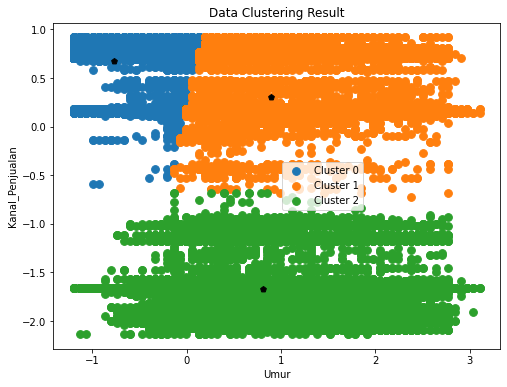 Data Clustering Result
Kanal_Penjualan
1.0
0.5
0.0
−0.5
−1.0
−1.5
−2.0
Cluster 0
Cluster 1
Cluster 2
−1
0
1
2
3
Umur